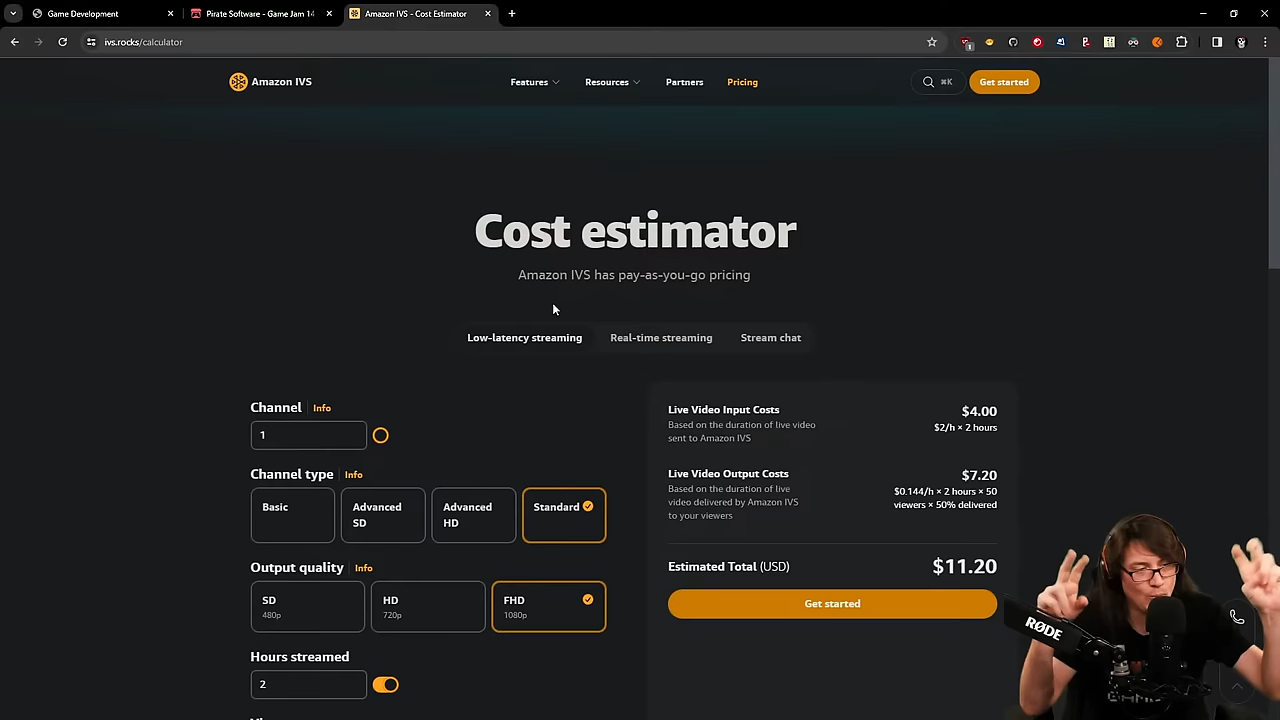 Game Development
Pirate Software - Game Jam 14
Amazon IVS - Cost Estimator
ivs.rocks/calculator
Amazon IVS
Features
Resources
Partners
Pricing
⌘K
Get started
Cost estimator
Amazon IVS has pay-as-you-go pricing
Low-latency streaming
Real-time streaming
Stream chat
Channel | Info
1
Channel type | Info
Basic
Advanced
SD
Advanced
HD
Standard
Output quality | Info
SD
480p
HD
720p
FHD
1080p
Hours streamed
2
Live Video Input Costs
$4.00
Based on the duration of live video
sent to Amazon IVS
$2/h × 2 hours
Live Video Output Costs
$7.20
Based on the duration of live
video delivered by Amazon IVS
to your viewers
$0.144/h × 2 hours × 50
viewers × 50% delivered
Estimated Total (USD)
$11.20
Get started
RØDE